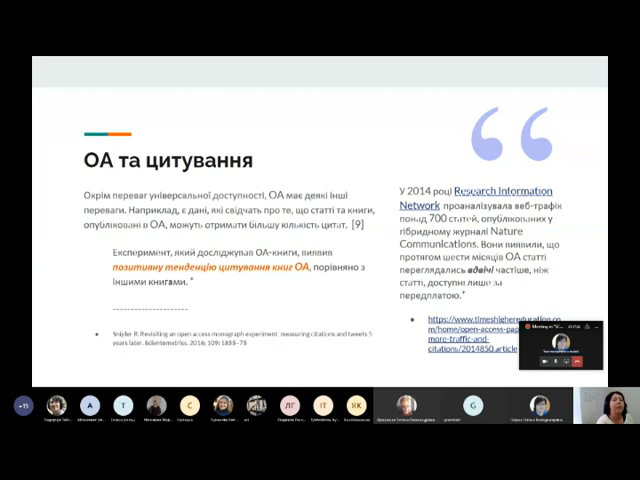 ОА та цитування
Окрім переваг універсальної доступності, ОА має деякі інші
переваги. Наприклад, є дані, які свідчать про те, що статті та книги,
опубліковані в ОА, можуть отримати більшу кількість цитат. [9]
Експеримент, який досліджував ОА-книги, виявив
позитивну тенденцію цитування книг ОА, порівняно з
іншими книгами. "
---------------------
Snijder R. Revisiting an open access monograph experiment: measuring citations and tweets 5
years later. Scientometrics. 2016; 109: 1855–75
У 2014 році Research Information
Network проаналізувала веб-трафік
понад 700 статей, опублікованих у
гібридному журналі Nature
Communications. Вони виявили, що
протягом шести місяців ОА статті
переглядались вдвічі частіше, ніж
статті, доступні лише за
передплатою."
https://www.timeshighereducation.co
m/home/open-access-pap
more-traffic-and-
citations/2014850.article
+15
А
Т
С
ЛГ
ІТ
ЯК
G